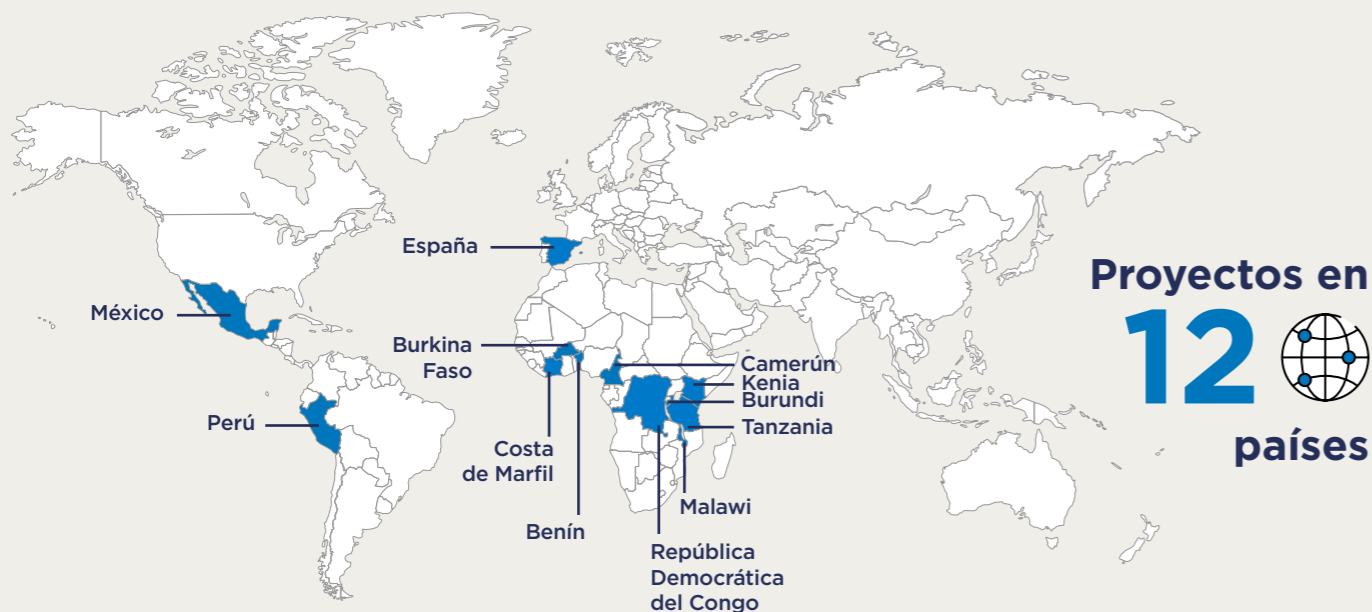 España
México
Burkina
Faso
Perú
Costa
de Marfil
Benín
Camerún
Kenia
Burundi
Tanzania
Malawi
República
Democrática
del Congo
Proyectos en
12
países